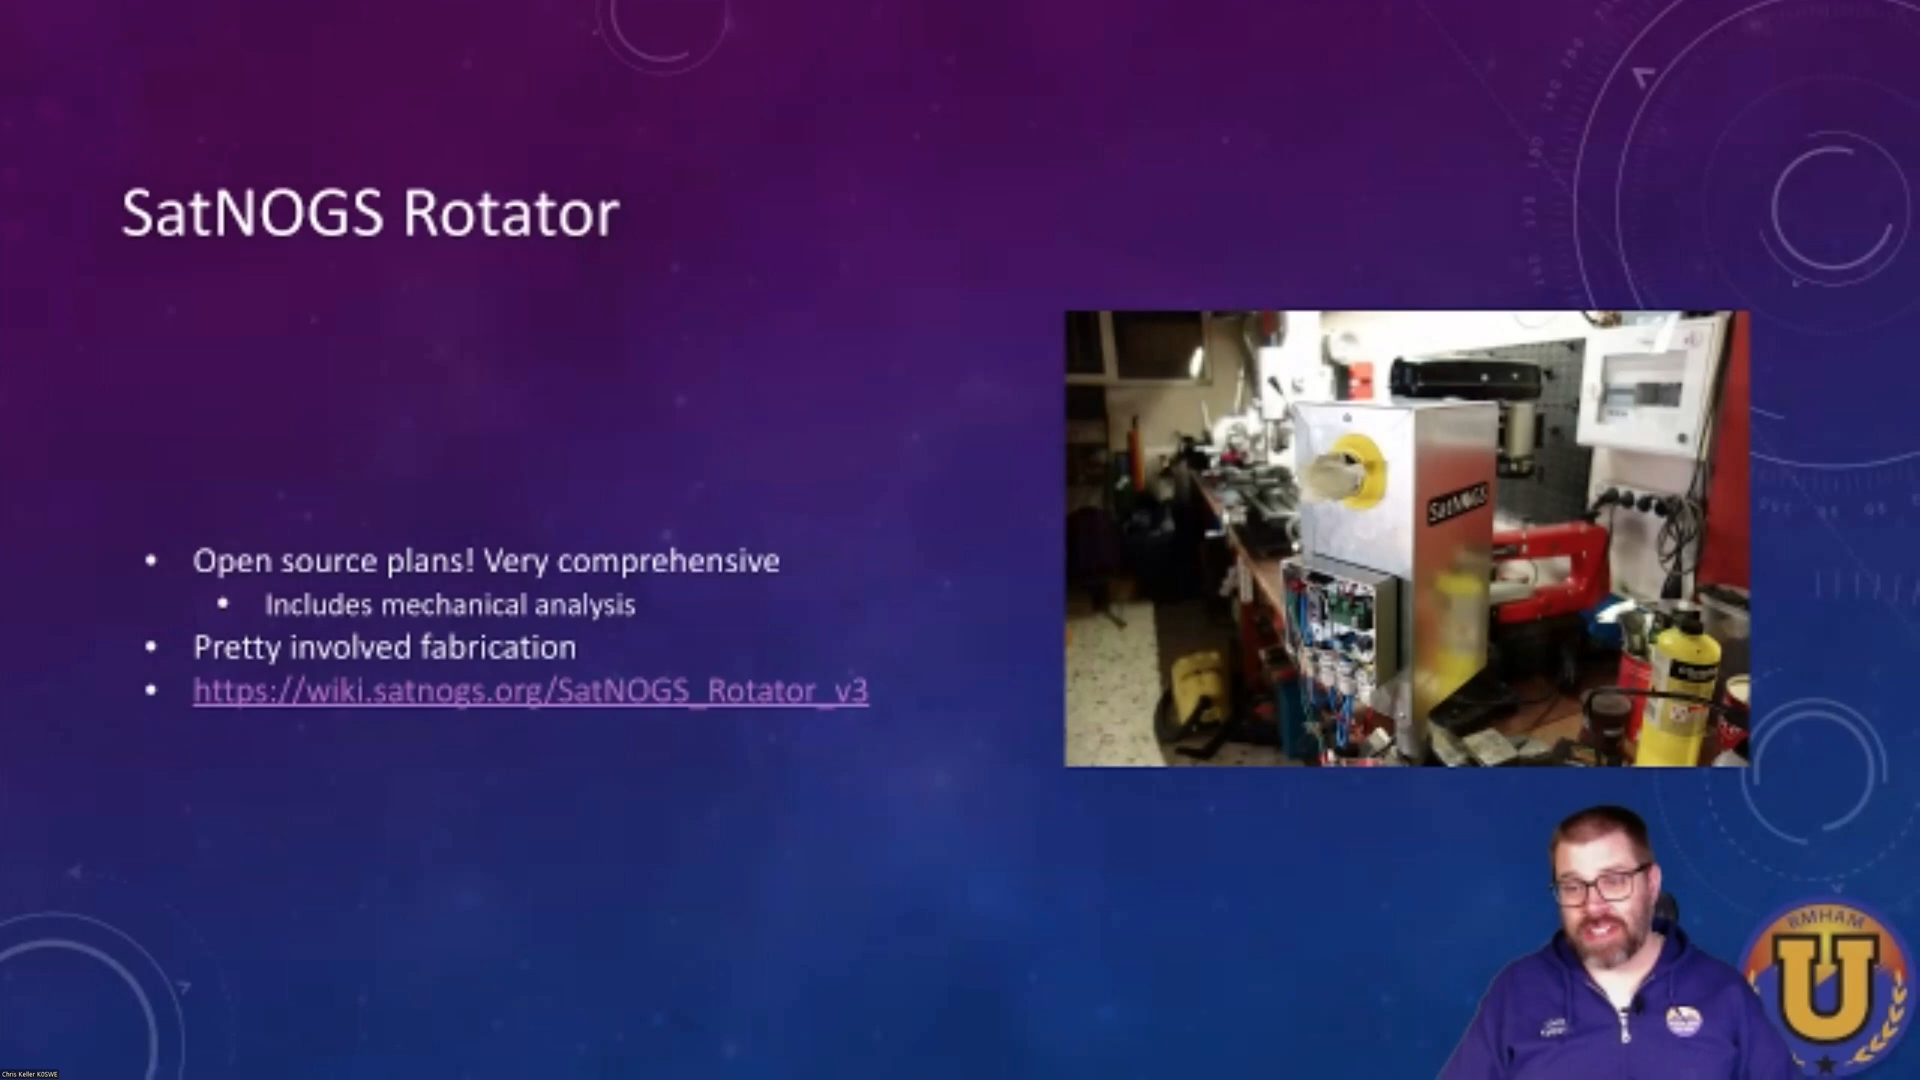 SatNOGS Rotator
• Open source plans! Very comprehensive
• Includes mechanical analysis
• Pretty involved fabrication
• https://wiki.satnogs.org/SatNOGS_Rotator_v3
SatNOGS
RMHAM
U
Chris Keller K0SWE